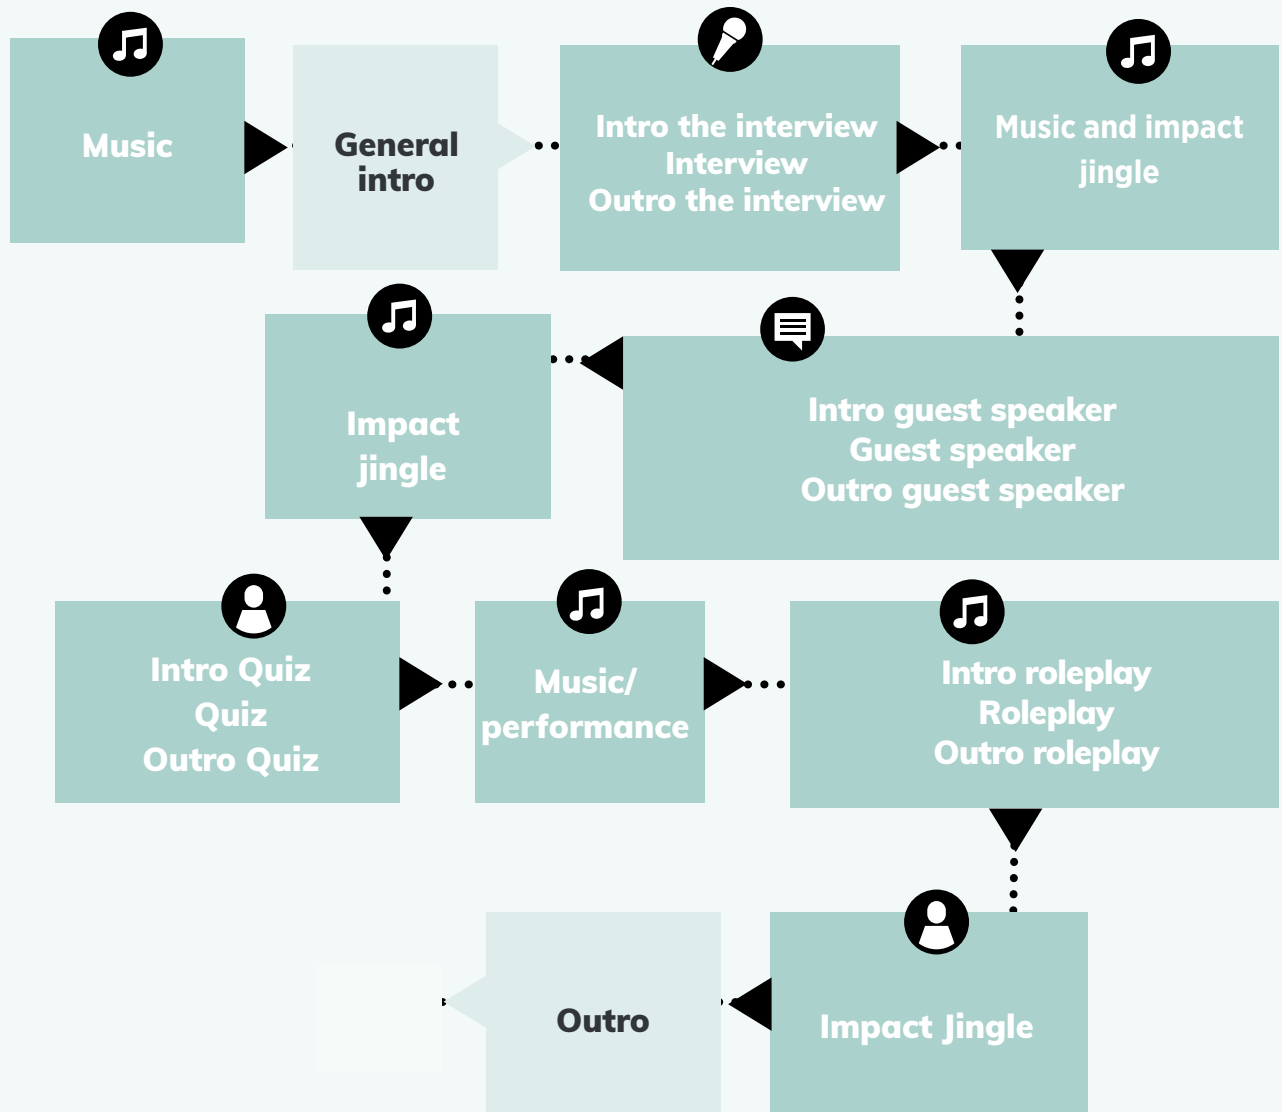 Music
General
intro
Intro the interview
Interview
Outro the interview
Music and impact
jingle
Intro guest speaker
Guest speaker
Outro guest speaker
Impact
jingle
Intro Quiz
Quiz
Outro Quiz
Music/
performance
Intro roleplay
Roleplay
Outro roleplay
Impact Jingle
Outro